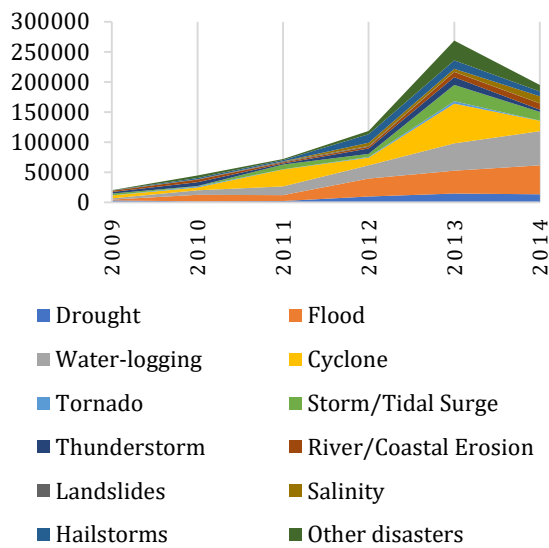 300000
250000
200000
150000
100000
50000
0
2009
2010
2011
2012
2013
2014
Drought
Flood
Water-logging
Cyclone
Tornado
Storm/Tidal Surge
Thunderstorm
River/Coastal Erosion
Landslides
Salinity
Hailstorms
Other disasters